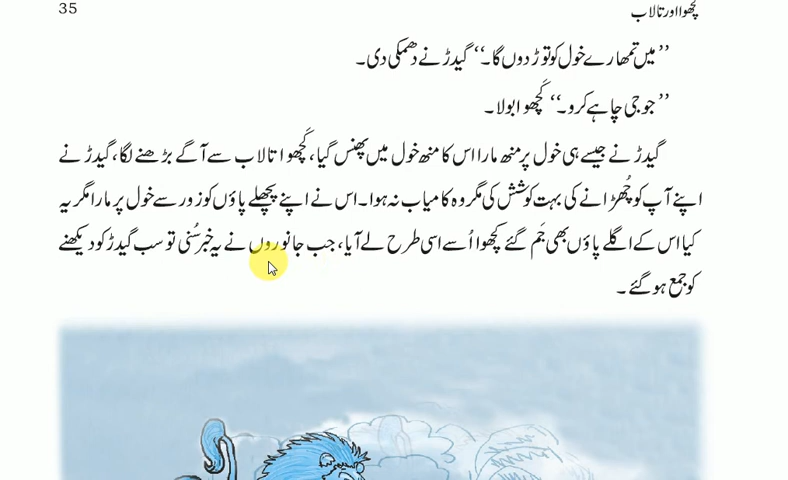 35 کچھوا اور تالاب
’’میں تمھارے خول کو توڑ دوں گا۔‘‘ گیدڑ نے دھمکی دی۔
’’جو جی چاہے کرو۔‘‘ کَچھوا بولا۔
گیدڑ نے جیسے ہی خول پر منھ مارا اس کا منھ خول میں پھنس گیا، کَچھوا تالاب سے آگے بڑھنے لگا، گیدڑ نے
اپنے آپ کو چُھڑانے کی بہت کوشش کی مگر وہ کامیاب نہ ہوا۔ اس نے اپنے پچھلے پاؤں کو زور سے خول پر مارا مگر یہ
کیا اس کے اگلے پاؤں بھی جَم گئے کچھوا اُسے اسی طرح لے آیا، جب جانوروں نے یہ خبر سُنی تو سب گیدڑ کو دیکھنے
کو جمع ہو گئے۔